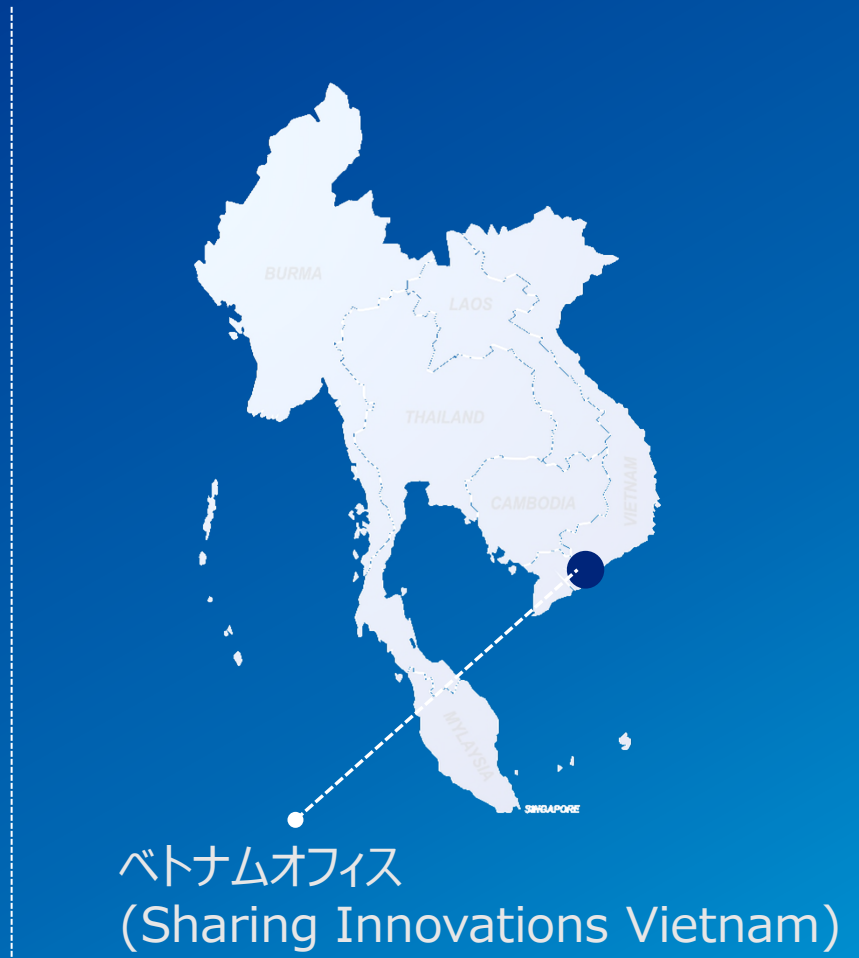 BURMA
LAOS
THAILAND
CAMBODIA
VIETNAM
MYLAYSIA
SINGAPORE
ベトナムオフィス
(Sharing Innovations Vietnam)